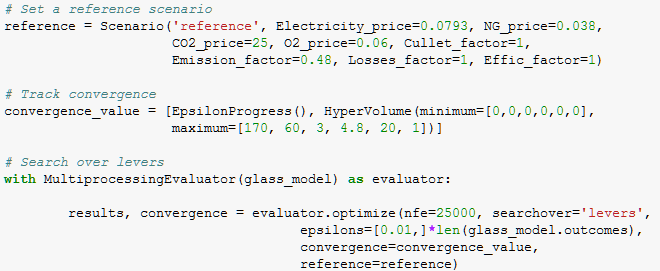 # Set a reference scenario
reference = Scenario('reference', Electricity_price=0.0793, NG_price=0.038,
CO2_price=25, O2_price=0.06, Cullet_factor=1,
Emission_factor=0.48, Losses_factor=1, Effic_factor=1)
# Track convergence
convergence_value = [EpsilonProgress(), HyperVolume(minimum=[0,0,0,0,0,0],
maximum=[170, 60, 3, 4.8, 20, 1])]
# Search over levers
with MultiprocessingEvaluator(glass_model) as evaluator:
results, convergence = evaluator.optimize(nfe=25000, searchover='levers',
epsilons=[0.01,]*len(glass_model.outcomes),
convergence=convergence_value,
reference=reference)